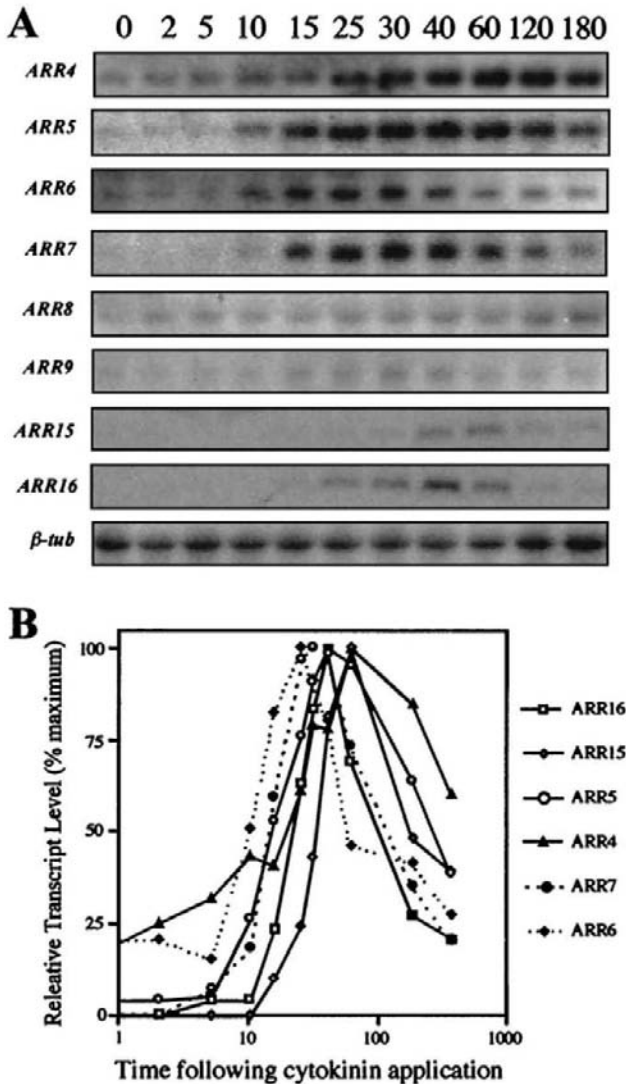 A
0 2 5 10 15 25 30 40 60 120 180
ARR4
ARR5
ARR6
ARR7
ARR8
ARR9
ARR15
ARR16
β-tub
B
Releative Transcript Level (% maximum)
100
75
50
25
0
1 10 100 1000
Time following cytokinin application
ARR16
ARR15
ARR5
ARR4
ARR7
ARR6